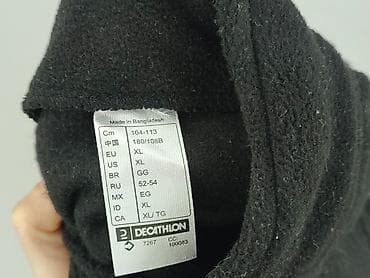 Made in Bangladesh
Cm 104-113
中国 180/108B
EU XL
US XL
BR GG
RU 52-54
MX EG
ID XL
CA XL/TG
DECATHLON
7267 CC:
100083